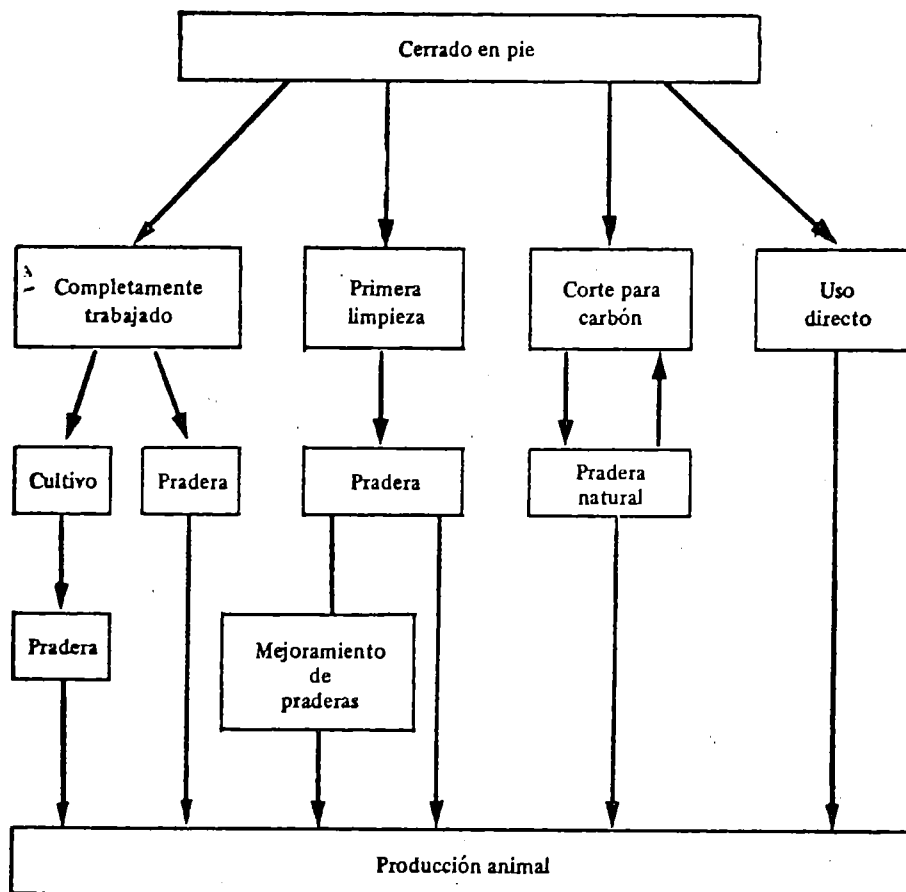 Cerrado en pie
Completamente
trabajado
Primera
limpieza
Corte para
carbón
Uso
directo
Cultivo
Pradera
Pradera
Pradera
natural
Pradera
Mejoramiento
de
praderas
Producción animal